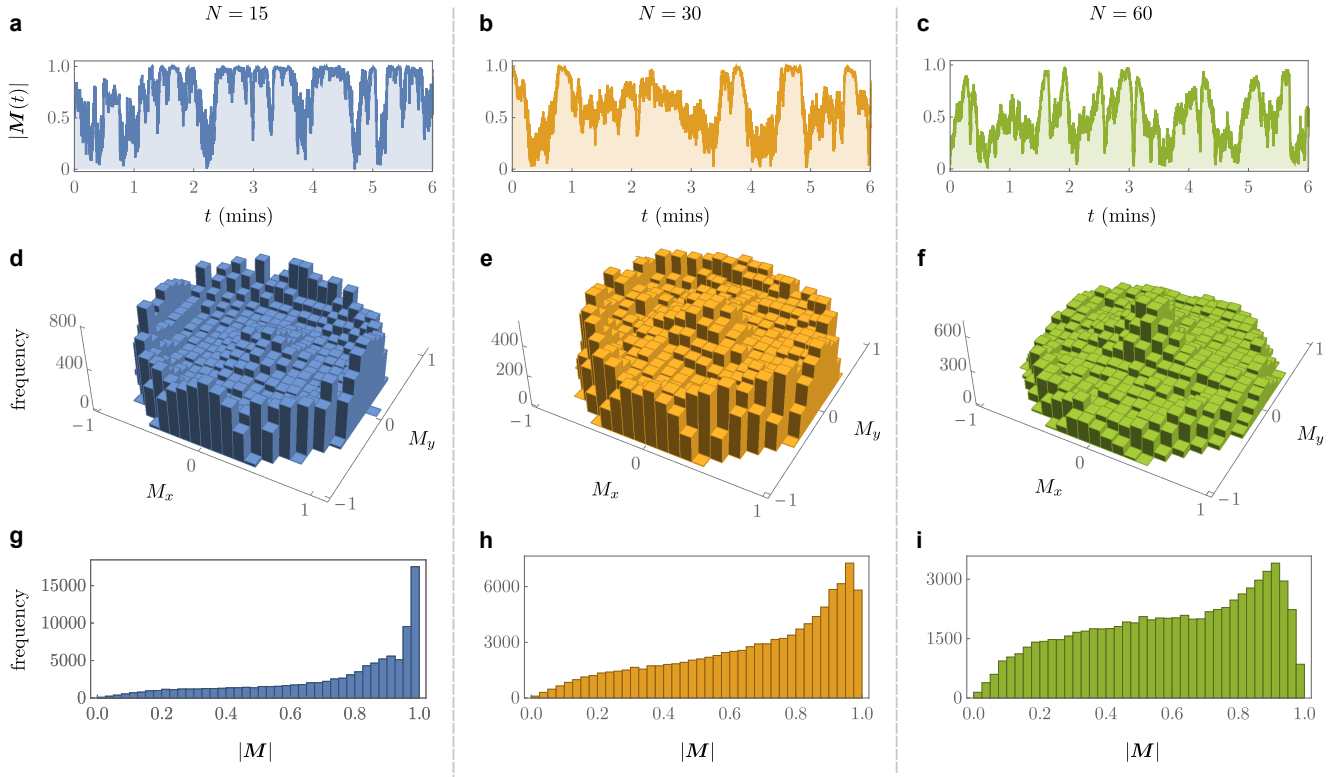 N = 15
N = 30
N = 60
a
b
c
|M(t)|
1.0
0.5
0
0 1 2 3 4 5 6
t (mins)
1.0
0.5
0
0 1 2 3 4 5 6
t (mins)
1.0
0.5
0
0 1 2 3 4 5 6
t (mins)
d
e
f
frequency
800
400
0
−1
0
1
M_x
−1
0
1
M_y
400
200
0
−1
0
1
M_x
−1
0
1
M_y
600
300
0
−1
0
1
M_x
−1
0
1
M_y
g
h
i
frequency
15000
10000
5000
0
0.0 0.2 0.4 0.6 0.8 1.0
|M|
6000
3000
0
0.0 0.2 0.4 0.6 0.8 1.0
|M|
3000
1500
0
0.0 0.2 0.4 0.6 0.8 1.0
|M|